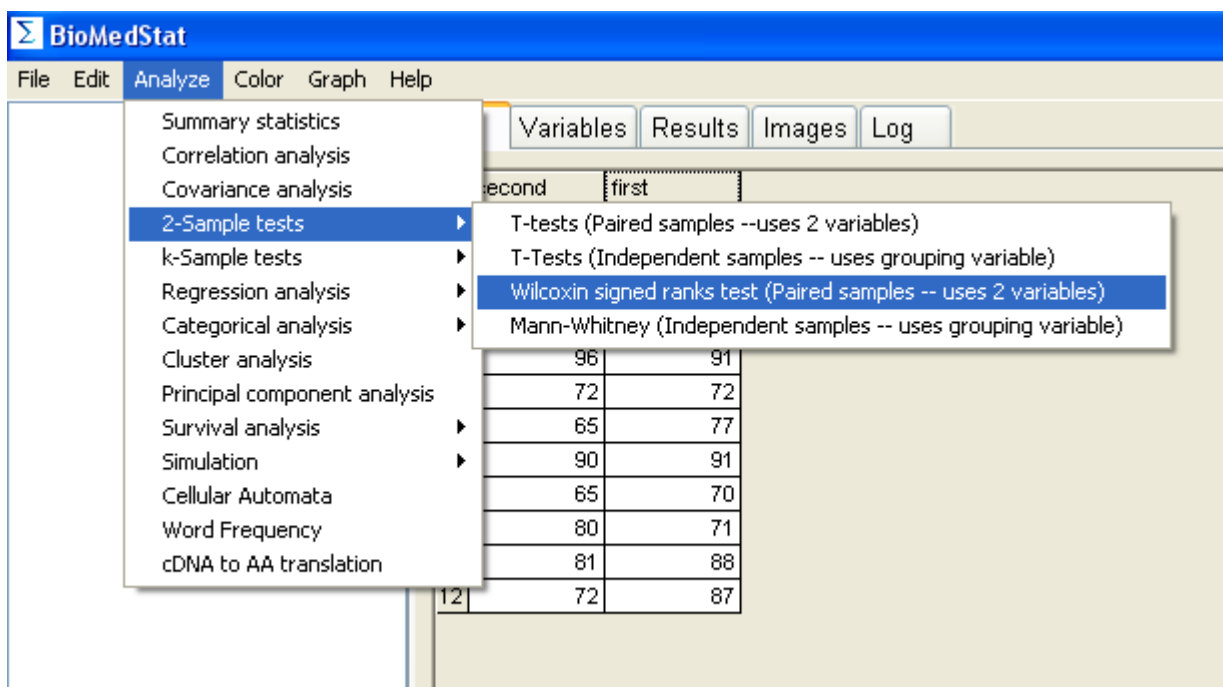 BioMedStat
File Edit Analyze Color Graph Help
Variables Results Images Log
Summary statistics
Correlation analysis
Covariance analysis
2-Sample tests
k-Sample tests
Regression analysis
Categorical analysis
Cluster analysis
Principal component analysis
Survival analysis
Simulation
Cellular Automata
Word Frequency
cDNA to AA translation
T-tests (Paired samples --uses 2 variables)
T-Tests (Independent samples -- uses grouping variable)
Wilcoxin signed ranks test (Paired samples -- uses 2 variables)
Mann-Whitney (Independent samples -- uses grouping variable)
second first
96 91
72 72
65 77
90 91
65 70
80 71
81 88
12 72 87